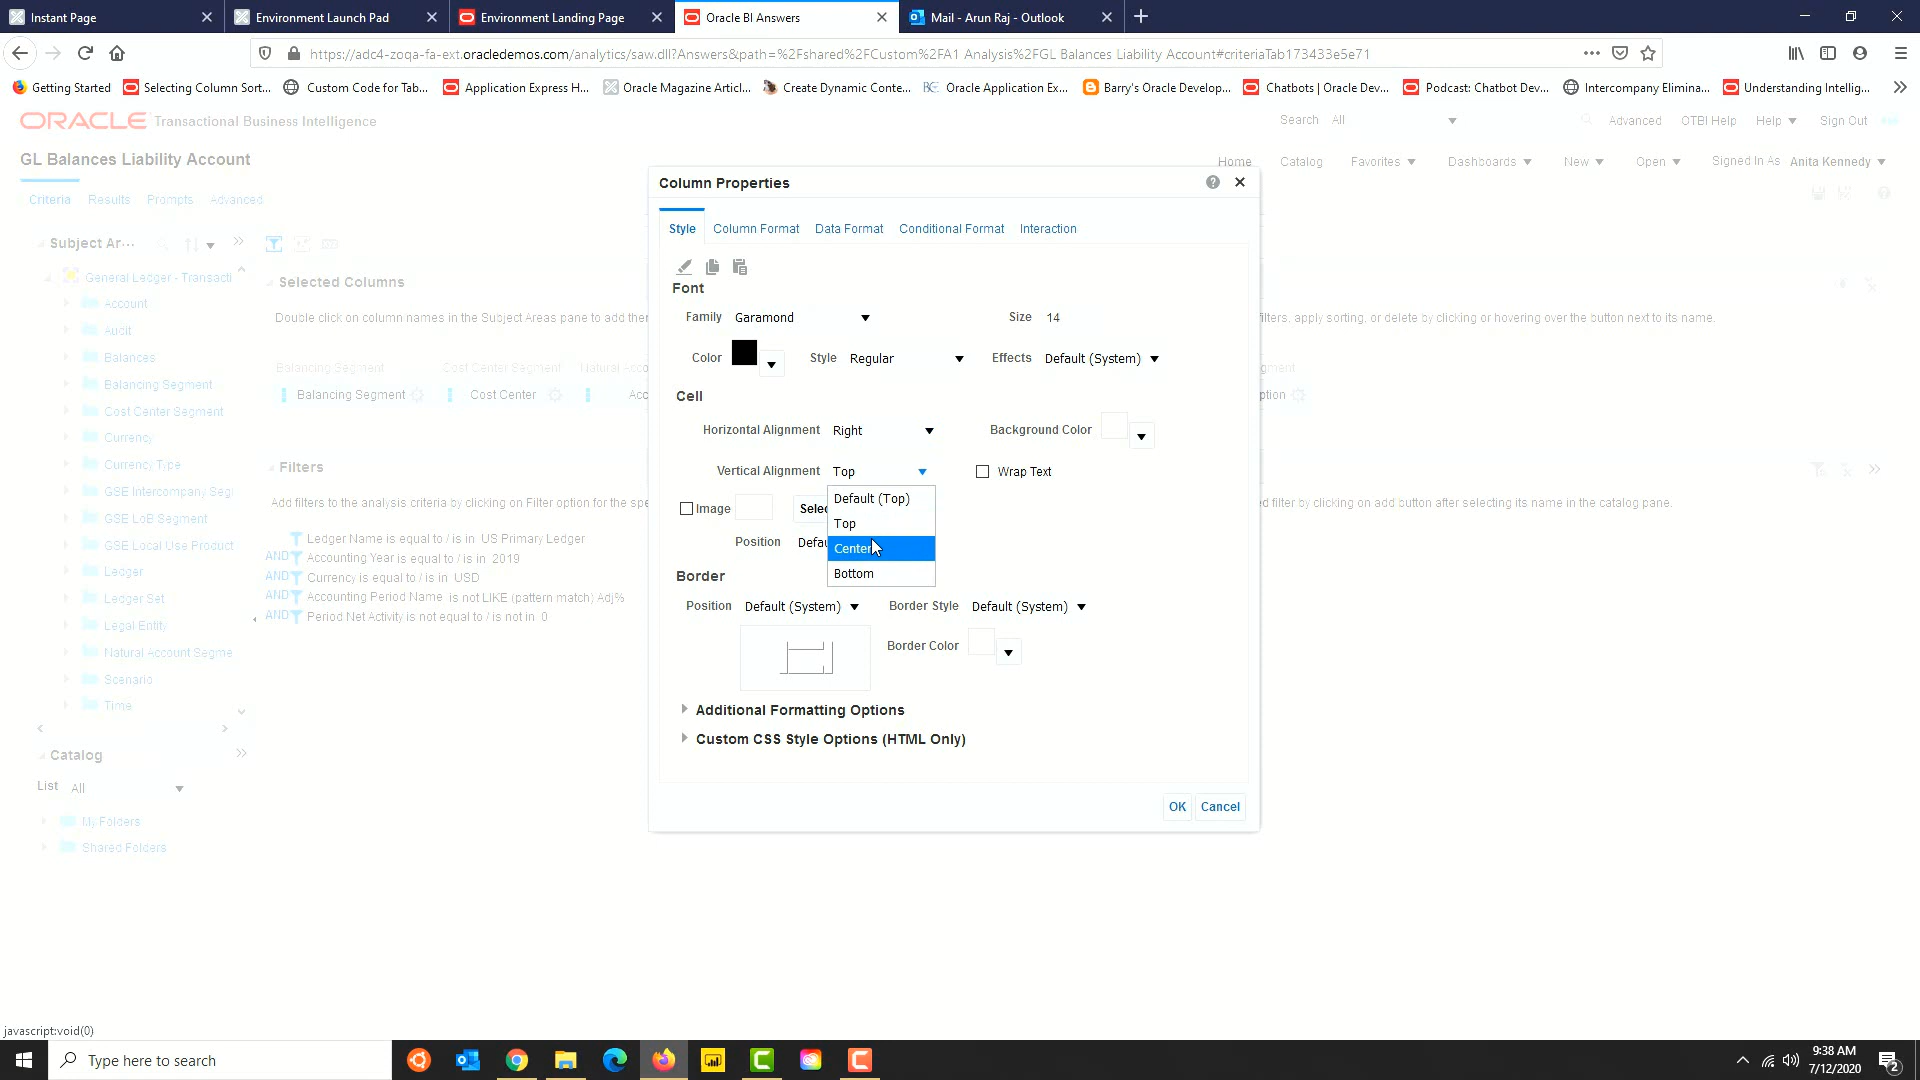 Instant Page
Environment Launch Pad
Environment Landing Page
Oracle BI Answers
Mail - Arun Raj - Outlook
https://adc4-zoqa-fa-ext.oracledemos.com/analytics/saw.dll?Answers&path=%2Fshared%2FCustom%2FA1 Analysis%2FGL Balances Liability Account#criteriaTab173433e5e71
Getting Started
Selecting Column Sort...
Custom Code for Tab...
Application Express H...
Oracle Magazine Articl...
Create Dynamic Conte...
Oracle Application Ex...
Barry's Oracle Develop...
Chatbots | Oracle Dev...
Podcast: Chatbot Dev...
Intercompany Elimina...
Understanding Intellig...
ORACLE Transactional Business Intelligence
Search All
Advanced
OTBI Help
Help
Sign Out
GL Balances Liability Account
Home
Catalog
Favorites
Dashboards
New
Open
Signed In As Anita Kennedy
Criteria
Results
Prompts
Advanced
Subject Ar...
General Ledger - Transacti
Account
Audit
Balances
Balancing Segment
Cost Center Segment
Currency
Currency Type
GSE Intercompany Seg
GSE LoB Segment
GSE Local Use Product
Ledger
Ledger Set
Legal Entity
Natural Account Segme
Scenario
Time
Catalog
List All
My Folders
Shared Folders
Selected Columns
Double click on column names in the Subject Areas pane to add ther
filters, apply sorting, or delete by clicking or hovering over the button next to its name.
Balancing Segment
Cost Center Segment
Natural Acco
gment
Balancing Segment
Cost Center
Acc
ption
Filters
Add filters to the analysis criteria by clicking on Filter option for the spe
d filter by clicking on add button after selecting its name in the catalog pane.
Ledger Name is equal to / is in US Primary Ledger
AND Accounting Year is equal to / is in 2019
AND Currency is equal to / is in USD
AND Accounting Period Name is not LIKE (pattern match) Adj%
AND Period Net Activity is not equal to / is not in 0
Column Properties
Style
Column Format
Data Format
Conditional Format
Interaction
Font
Family Garamond
Size 14
Color
Style Regular
Effects Default (System)
Cell
Horizontal Alignment Right
Background Color
Vertical Alignment Top
Wrap Text
Default (Top)
Top
Center
Bottom
Image
Selec
Position Defau
Border
Position Default (System)
Border Style Default (System)
Border Color
Additional Formatting Options
Custom CSS Style Options (HTML Only)
OK
Cancel
javascript:void(0)
Type here to search
9:38 AM
7/12/2020
2